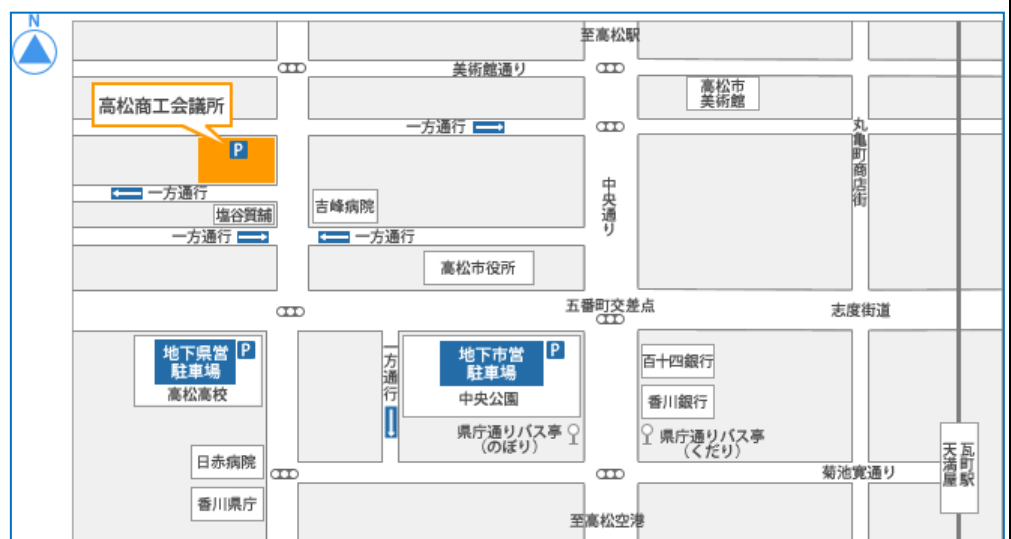 N
至高松駅
美術館通り
高松市
美術館
高松商工会議所
P
一方通行
丸亀町商店街
一方通行
中央通り
吉峰病院
塩谷質舗
一方通行
一方通行
高松市役所
五番町交差点
志度街道
地下県営
駐車場
P
高松高校
一方通行
地下市営
駐車場
P
中央公園
百十四銀行
香川銀行
県庁通りバス亭
(のぼり)
県庁通りバス亭
(くだり)
日赤病院
菊池寛通り
瓦町駅
天満屋
香川県庁
至高松空港